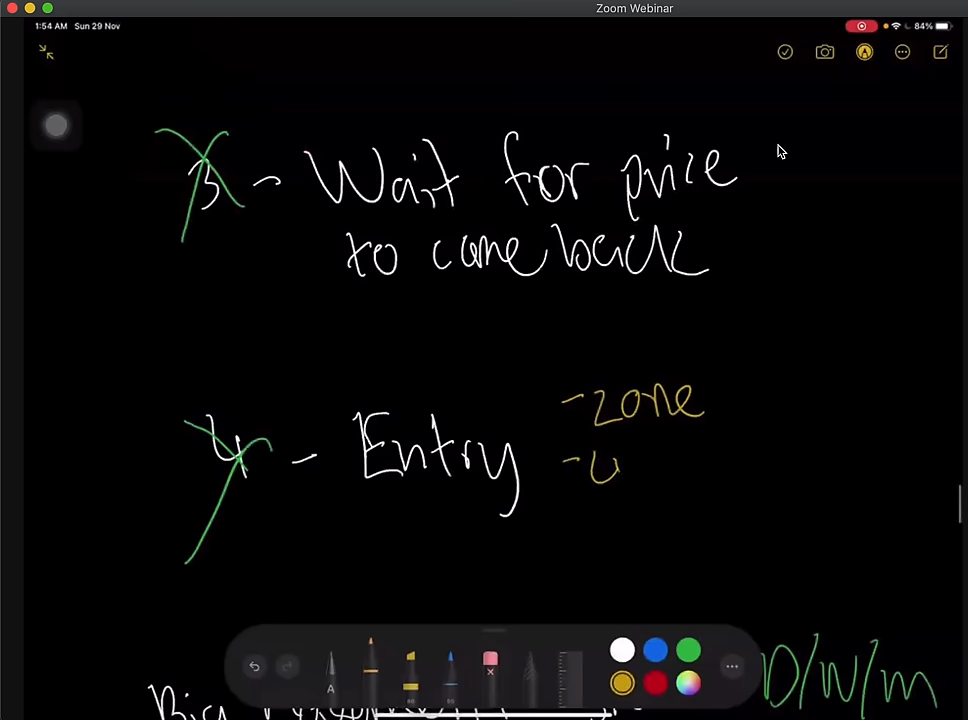 Zoom Webinar
1:54 AM Sun 29 Nov
84%
3 - Wait for price
to come back
- zone
4 - Entry
- U
A
D/W/m
Big